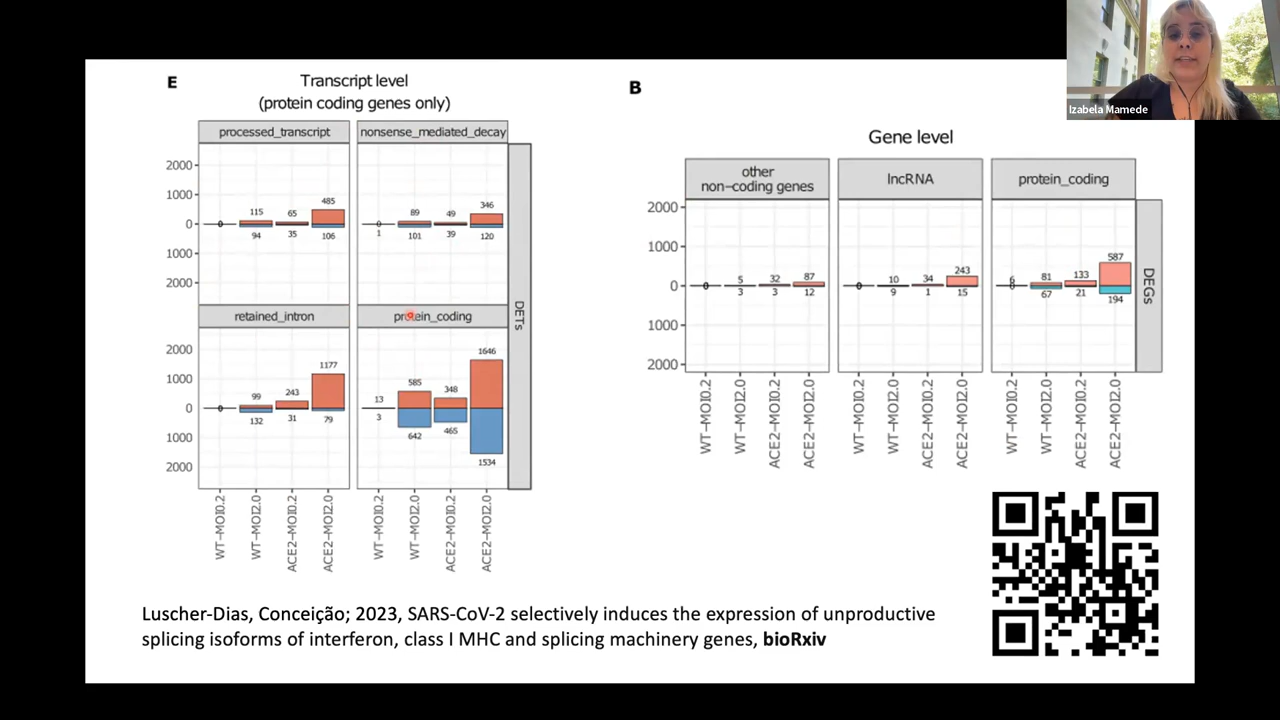 E
Transcript level
(protein coding genes only)
processed_transcript
nonsense_mediated_decay
2000
1000
0
1000
2000
0
115
94
65
35
485
106
0
1
89
101
49
39
346
120
retained_intron
protein_coding
2000
1000
0
1000
2000
0
99
132
243
31
1177
79
13
3
585
642
348
465
1646
1534
DETs
WT-MOI0.2
WT-MOI2.0
ACE2-MOI0.2
ACE2-MOI2.0
WT-MOI0.2
WT-MOI2.0
ACE2-MOI0.2
ACE2-MOI2.0
B
Gene level
other
non-coding genes
lncRNA
protein_coding
2000
1000
0
1000
2000
0
5
3
32
3
87
12
0
10
9
34
1
243
15
6
0
81
67
133
21
587
194
DEGs
WT-MOI0.2
WT-MOI2.0
ACE2-MOI0.2
ACE2-MOI2.0
WT-MOI0.2
WT-MOI2.0
ACE2-MOI0.2
ACE2-MOI2.0
WT-MOI0.2
WT-MOI2.0
ACE2-MOI0.2
ACE2-MOI2.0
Izabela Mamede
Luscher-Dias, Conceição; 2023, SARS-CoV-2 selectively induces the expression of unproductive
splicing isoforms of interferon, class I MHC and splicing machinery genes, bioRxiv